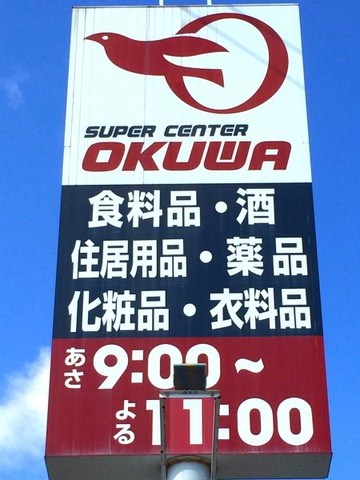 SUPER CENTER
OKUWA
食料品・酒
住居用品・薬品
化粧品・衣料品
あさ 9:00~
よる 11:00